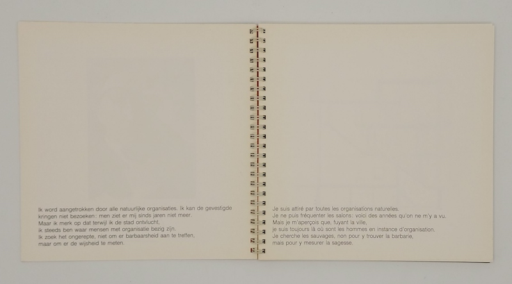 Ik word aangetrokken door alle natuurlijke organisaties. Ik kan de gevestigde
kringen niet bezoeken: men ziet er mij sinds jaren niet meer.
Maar ik merk op dat terwijl ik de stad ontvlucht,
ik steeds ben waar mensen met organisatie bezig zijn.
Ik zoek het ongerepte, niet om er barbaarsheid aan te treffen,
maar om er de wijsheid te meten.
Je suis attiré par toutes les organisations naturelles.
Je ne puis fréquenter les salons: voici des années qu'on ne m'y a vu.
Mais je m'aperçois que, fuyant la ville,
je suis toujours là où sont les hommes en instance d'organisation.
Je cherche les sauvages, non pour y trouver la barbarie,
mais pour y mesurer la sagesse.